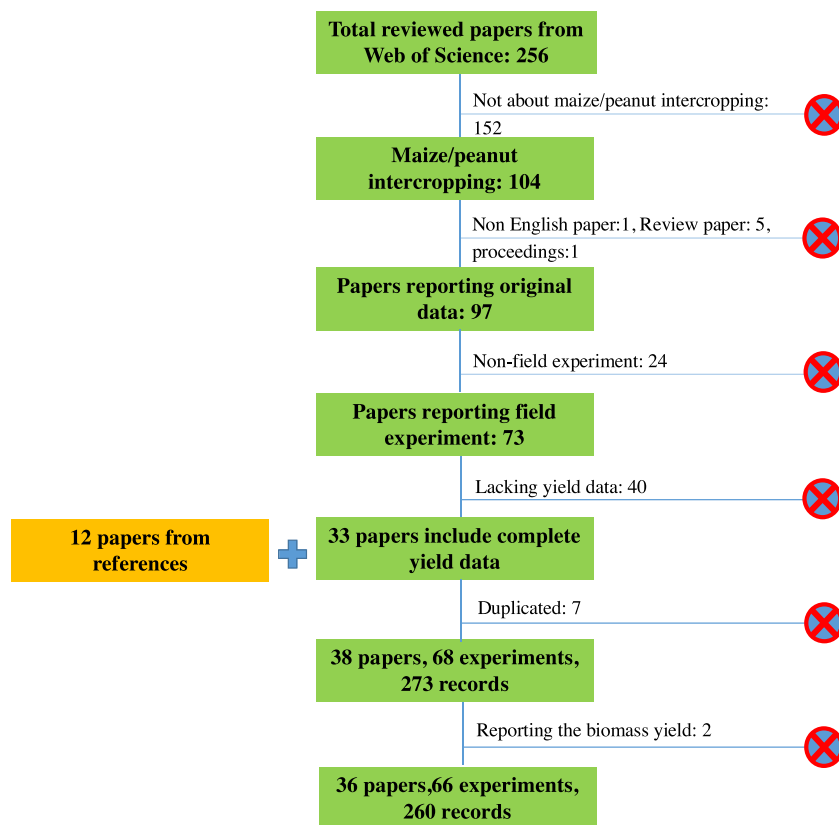 Total reviewed papers from
Web of Science: 256
Not about maize/peanut intercropping:
152
Maize/peanut
intercropping: 104
Non English paper:1, Review paper: 5,
proceedings:1
Papers reporting original
data: 97
Non-field experiment: 24
Papers reporting field
experiment: 73
Lacking yield data: 40
12 papers from
references
33 papers include complete
yield data
Duplicated: 7
38 papers, 68 experiments,
273 records
Reporting the biomass yield: 2
36 papers,66 experiments,
260 records